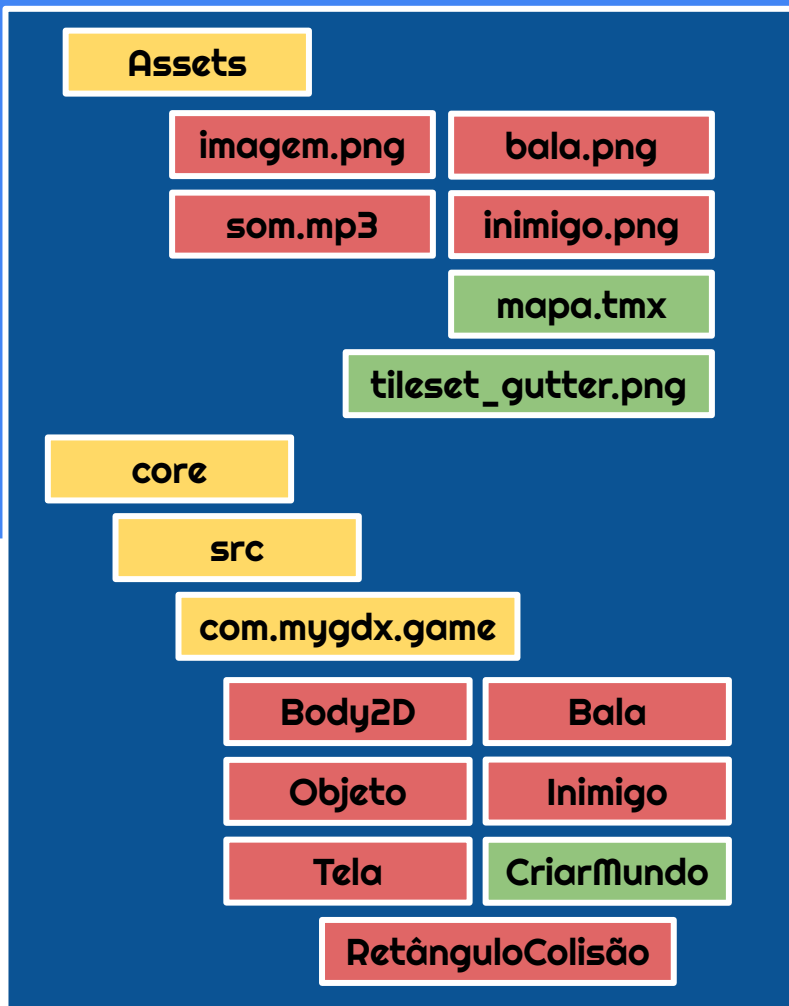 Assets
imagem.png bala.png
som.mp3 inimigo.png
mapa.tmx
tileset_gutter.png
core
src
com.mygdx.game
Body2D Bala
Objeto Inimigo
Tela CriarMundo
RetânguloColisão